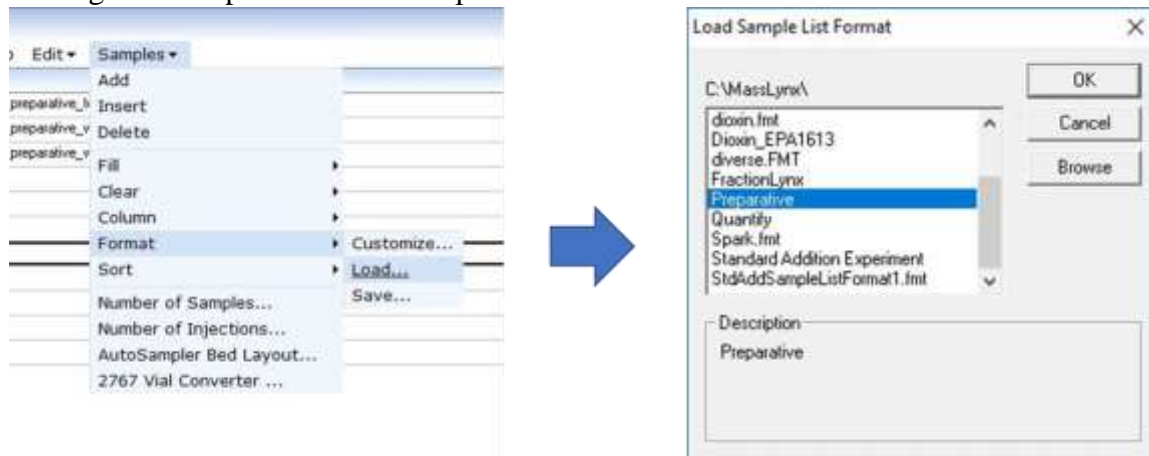 Edit▾ Samples▾
Add
preparative_
Insert
preparative_v
Delete
preparative_v
Fill
Clear
Column
Format
Customize...
Sort
Load...
Save...
Number of Samples...
Number of Injections...
AutoSampler Bed Layout...
2767 Vial Converter ...
Load Sample List Format
C:\MassLynx\
OK
Cancel
Browse
dioxin.fmt
Dioxin_EPA1613
diverse.FMT
FractionLynx
Preparative
Quantify
Spark.fmt
Standard Addition Experiment
StdAddSampleListFormat1.fmt
Description
Preparative